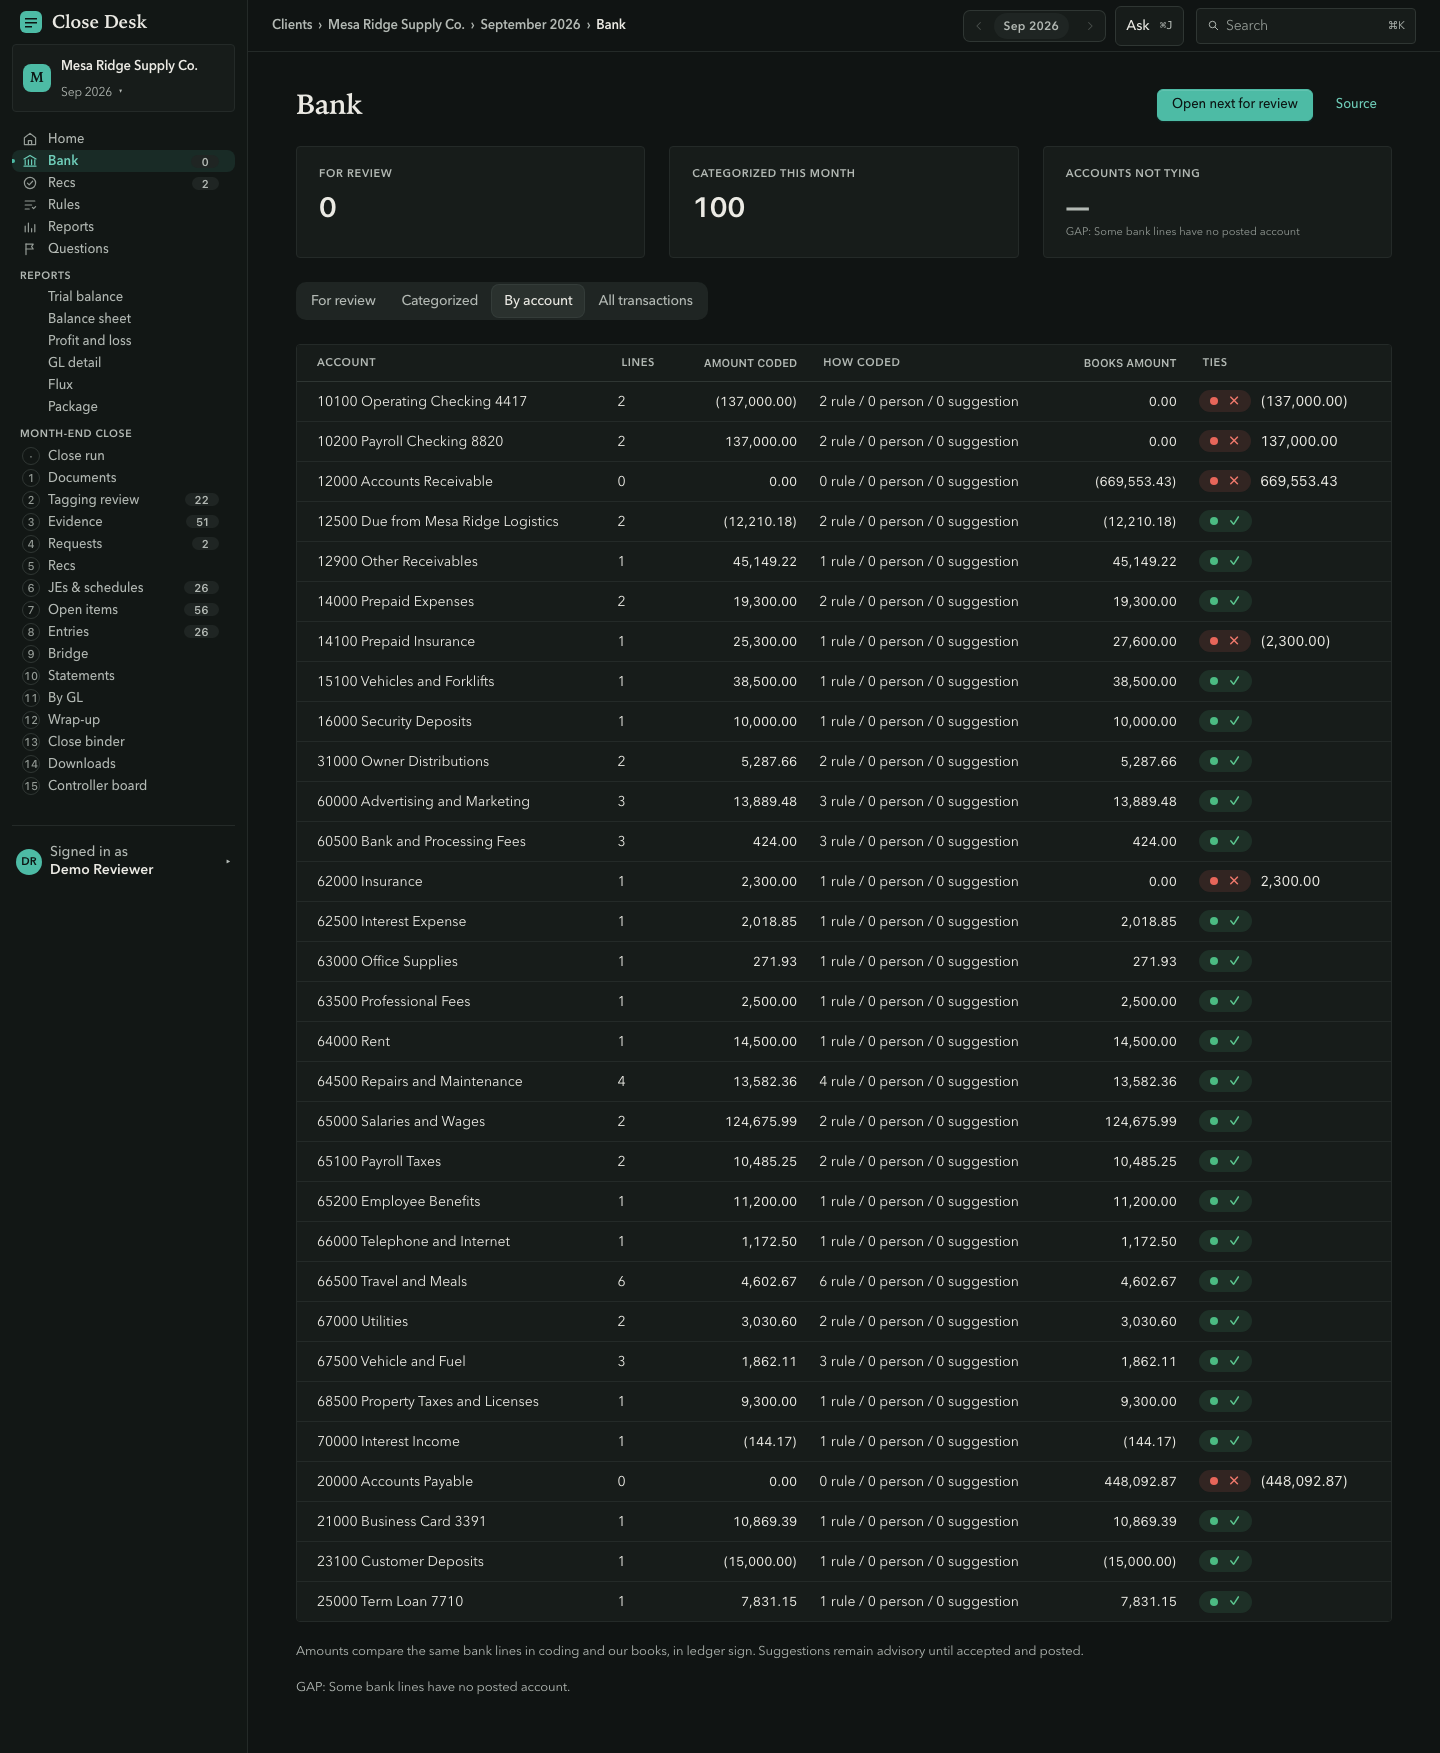 Close Desk
M
Mesa Ridge Supply Co.
Sep 2026
Home
Bank 0
Recs 2
Rules
Reports
Questions
REPORTS
Trial balance
Balance sheet
Profit and loss
GL detail
Flux
Package
MONTH-END CLOSE
· Close run
1 Documents
2 Tagging review 22
3 Evidence 51
4 Requests 2
5 Recs
6 JEs & schedules 26
7 Open items 56
8 Entries 26
9 Bridge
10 Statements
11 By GL
12 Wrap-up
13 Close binder
14 Downloads
15 Controller board
DR
Signed in as
Demo Reviewer
Clients › Mesa Ridge Supply Co. › September 2026 › Bank
‹ Sep 2026 ›
Ask ⌘J
Search ⌘K
Bank
Open next for review
Source
FOR REVIEW
0
CATEGORIZED THIS MONTH
100
ACCOUNTS NOT TYING
—
GAP: Some bank lines have no posted account
For review Categorized By account All transactions
ACCOUNT LINES AMOUNT CODED HOW CODED BOOKS AMOUNT TIES
10100 Operating Checking 4417 2 (137,000.00) 2 rule / 0 person / 0 suggestion 0.00 ✕ (137,000.00)
10200 Payroll Checking 8820 2 137,000.00 2 rule / 0 person / 0 suggestion 0.00 ✕ 137,000.00
12000 Accounts Receivable 0 0.00 0 rule / 0 person / 0 suggestion (669,553.43) ✕ 669,553.43
12500 Due from Mesa Ridge Logistics 2 (12,210.18) 2 rule / 0 person / 0 suggestion (12,210.18) ✓
12900 Other Receivables 1 45,149.22 1 rule / 0 person / 0 suggestion 45,149.22 ✓
14000 Prepaid Expenses 2 19,300.00 2 rule / 0 person / 0 suggestion 19,300.00 ✓
14100 Prepaid Insurance 1 25,300.00 1 rule / 0 person / 0 suggestion 27,600.00 ✕ (2,300.00)
15100 Vehicles and Forklifts 1 38,500.00 1 rule / 0 person / 0 suggestion 38,500.00 ✓
16000 Security Deposits 1 10,000.00 1 rule / 0 person / 0 suggestion 10,000.00 ✓
31000 Owner Distributions 2 5,287.66 2 rule / 0 person / 0 suggestion 5,287.66 ✓
60000 Advertising and Marketing 3 13,889.48 3 rule / 0 person / 0 suggestion 13,889.48 ✓
60500 Bank and Processing Fees 3 424.00 3 rule / 0 person / 0 suggestion 424.00 ✓
62000 Insurance 1 2,300.00 1 rule / 0 person / 0 suggestion 0.00 ✕ 2,300.00
62500 Interest Expense 1 2,018.85 1 rule / 0 person / 0 suggestion 2,018.85 ✓
63000 Office Supplies 1 271.93 1 rule / 0 person / 0 suggestion 271.93 ✓
63500 Professional Fees 1 2,500.00 1 rule / 0 person / 0 suggestion 2,500.00 ✓
64000 Rent 1 14,500.00 1 rule / 0 person / 0 suggestion 14,500.00 ✓
64500 Repairs and Maintenance 4 13,582.36 4 rule / 0 person / 0 suggestion 13,582.36 ✓
65000 Salaries and Wages 2 124,675.99 2 rule / 0 person / 0 suggestion 124,675.99 ✓
65100 Payroll Taxes 2 10,485.25 2 rule / 0 person / 0 suggestion 10,485.25 ✓
65200 Employee Benefits 1 11,200.00 1 rule / 0 person / 0 suggestion 11,200.00 ✓
66000 Telephone and Internet 1 1,172.50 1 rule / 0 person / 0 suggestion 1,172.50 ✓
66500 Travel and Meals 6 4,602.67 6 rule / 0 person / 0 suggestion 4,602.67 ✓
67000 Utilities 2 3,030.60 2 rule / 0 person / 0 suggestion 3,030.60 ✓
67500 Vehicle and Fuel 3 1,862.11 3 rule / 0 person / 0 suggestion 1,862.11 ✓
68500 Property Taxes and Licenses 1 9,300.00 1 rule / 0 person / 0 suggestion 9,300.00 ✓
70000 Interest Income 1 (144.17) 1 rule / 0 person / 0 suggestion (144.17) ✓
20000 Accounts Payable 0 0.00 0 rule / 0 person / 0 suggestion 448,092.87 ✕ (448,092.87)
21000 Business Card 3391 1 10,869.39 1 rule / 0 person / 0 suggestion 10,869.39 ✓
23100 Customer Deposits 1 (15,000.00) 1 rule / 0 person / 0 suggestion (15,000.00) ✓
25000 Term Loan 7710 1 7,831.15 1 rule / 0 person / 0 suggestion 7,831.15 ✓
Amounts compare the same bank lines in coding and our books, in ledger sign. Suggestions remain advisory until accepted and posted.
GAP: Some bank lines have no posted account.